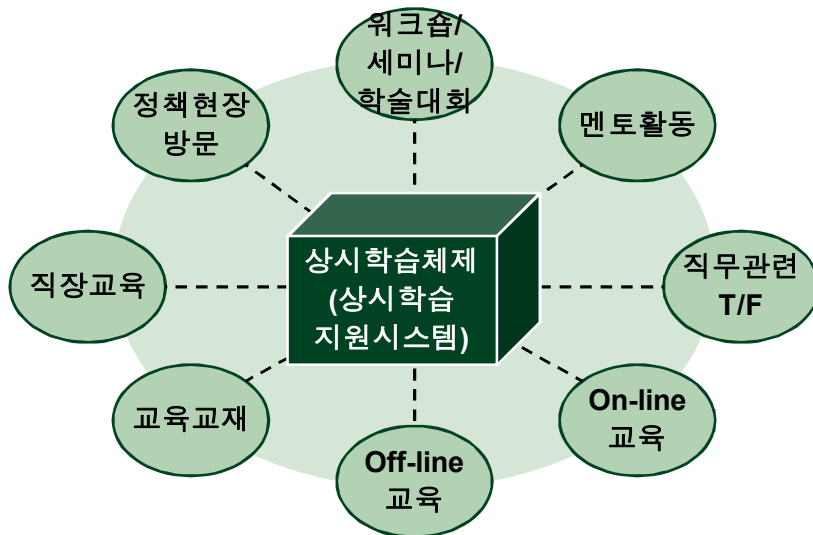 워크숍/
세미나/
학술대회
정책현장
방문
멘토활동
직장교육
상시학습체제
(상시학습
지원시스템)
직무관련
T/F
교육교재
On-line
교육
Off-line
교육